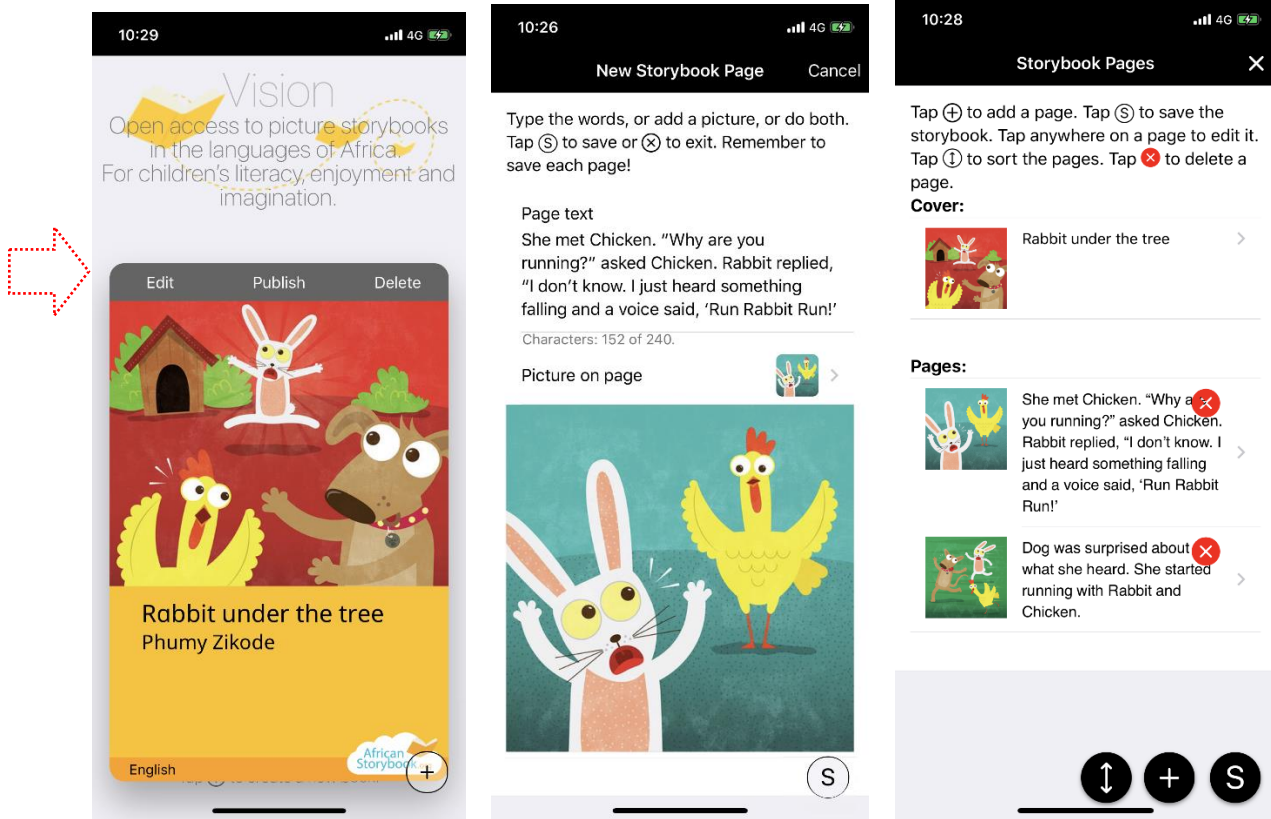 10:29
4G
Vision
Open access to picture storybooks
in the languages of Africa.
For children's literacy, enjoyment and
imagination.
Edit Publish Delete
Rabbit under the tree
Phumy Zikode
African
Storybook
English
+
10:26
4G
New Storybook Page Cancel
Type the words, or add a picture, or do both.
Tap Ⓢ to save or ⓧ to exit. Remember to
save each page!
Page text
She met Chicken. "Why are you
running?" asked Chicken. Rabbit replied,
"I don't know. I just heard something
falling and a voice said, 'Run Rabbit Run!'
Characters: 152 of 240.
Picture on page
S
10:28
4G
Storybook Pages ×
Tap ⊕ to add a page. Tap Ⓢ to save the
storybook. Tap anywhere on a page to edit it.
Tap ↕ to sort the pages. Tap ⓧ to delete a
page.
Cover:
Rabbit under the tree
Pages:
She met Chicken. "Why are
you running?" asked Chicken.
Rabbit replied, "I don't know. I
just heard something falling
and a voice said, 'Run Rabbit
Run!'
Dog was surprised about
what she heard. She started
running with Rabbit and
Chicken.
↕ + S